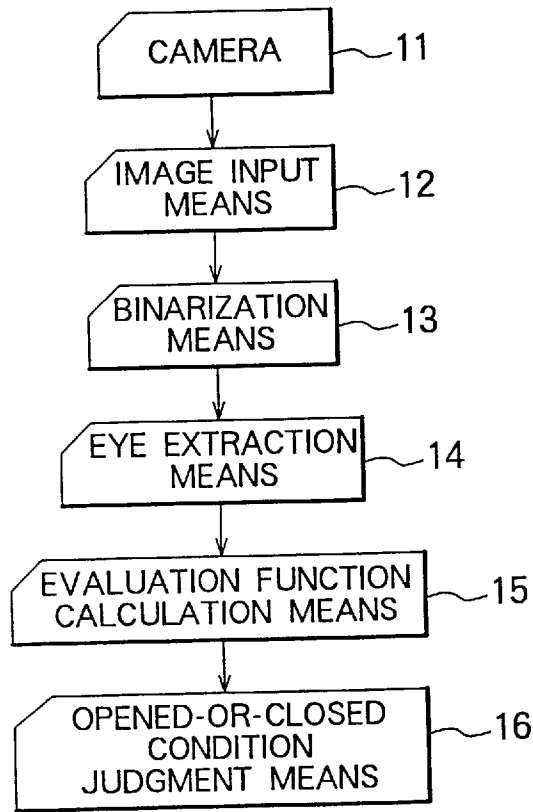 CAMERA
11
IMAGE INPUT
MEANS
12
BINARIZATION
MEANS
13
EYE EXTRACTION
MEANS
14
EVALUATION FUNCTION
CALCULATION MEANS
15
OPENED-OR-CLOSED
CONDITION
JUDGMENT MEANS
16